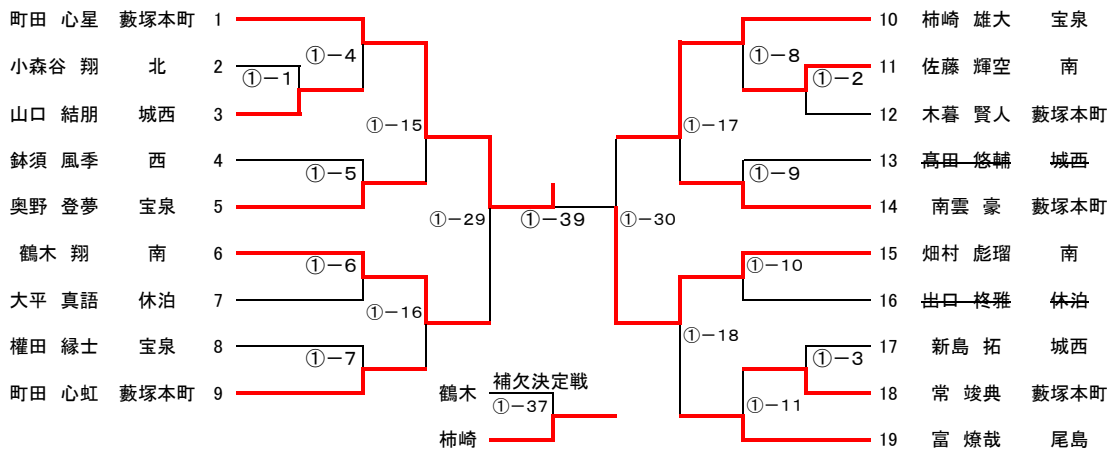 町田 心星 藪塚本町 1
小森谷 翔 北 2
山口 結朋 城西 3
鉢須 風季 西 4
奥野 登夢 宝泉 5
鶴木 翔 南 6
大平 真語 休泊 7
權田 縁士 宝泉 8
町田 心虹 藪塚本町 9
①-4
①-1
①-15
①-5
①-29
①-6
①-16
①-7
①-39
補欠決定戦
鶴木
①-37
柿崎
①-8
①-2
①-17
①-9
①-30
①-10
①-18
①-3
①-11
10 柿崎 雄大 宝泉
11 佐藤 輝空 南
12 木暮 賢人 藪塚本町
13 髙田 悠輔 城西
14 南雲 豪 藪塚本町
15 畑村 彪瑠 南
16 出口 柊雅 休泊
17 新島 拓 城西
18 常 竣典 藪塚本町
19 富 燎哉 尾島